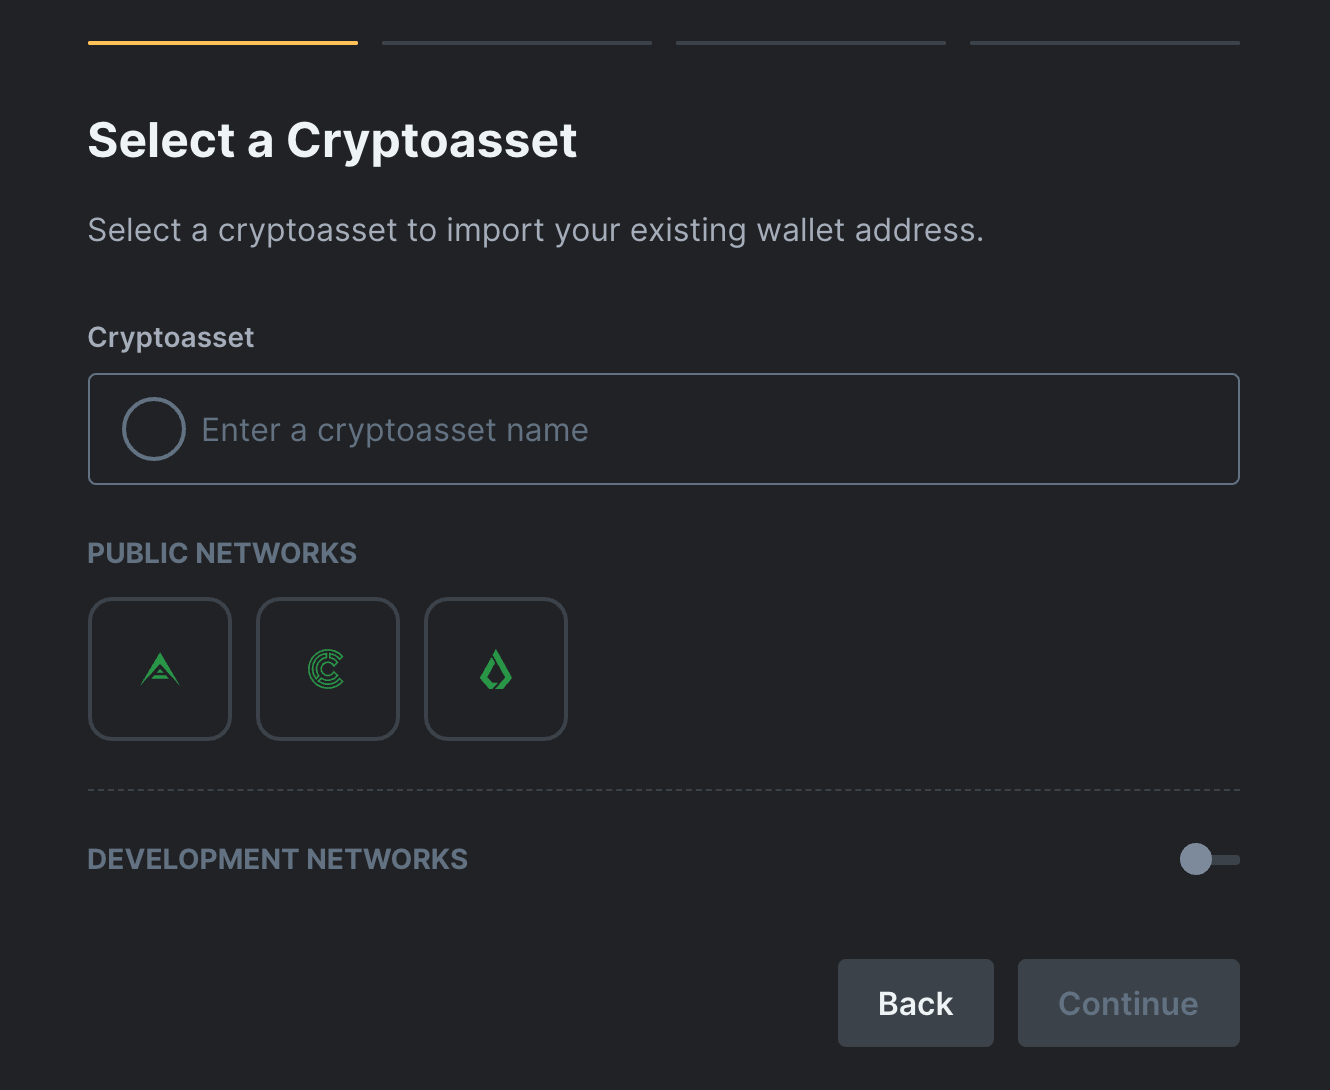 Select a Cryptoasset
Select a cryptoasset to import your existing wallet address.
Cryptoasset
Enter a cryptoasset name
PUBLIC NETWORKS
DEVELOPMENT NETWORKS
Back
Continue